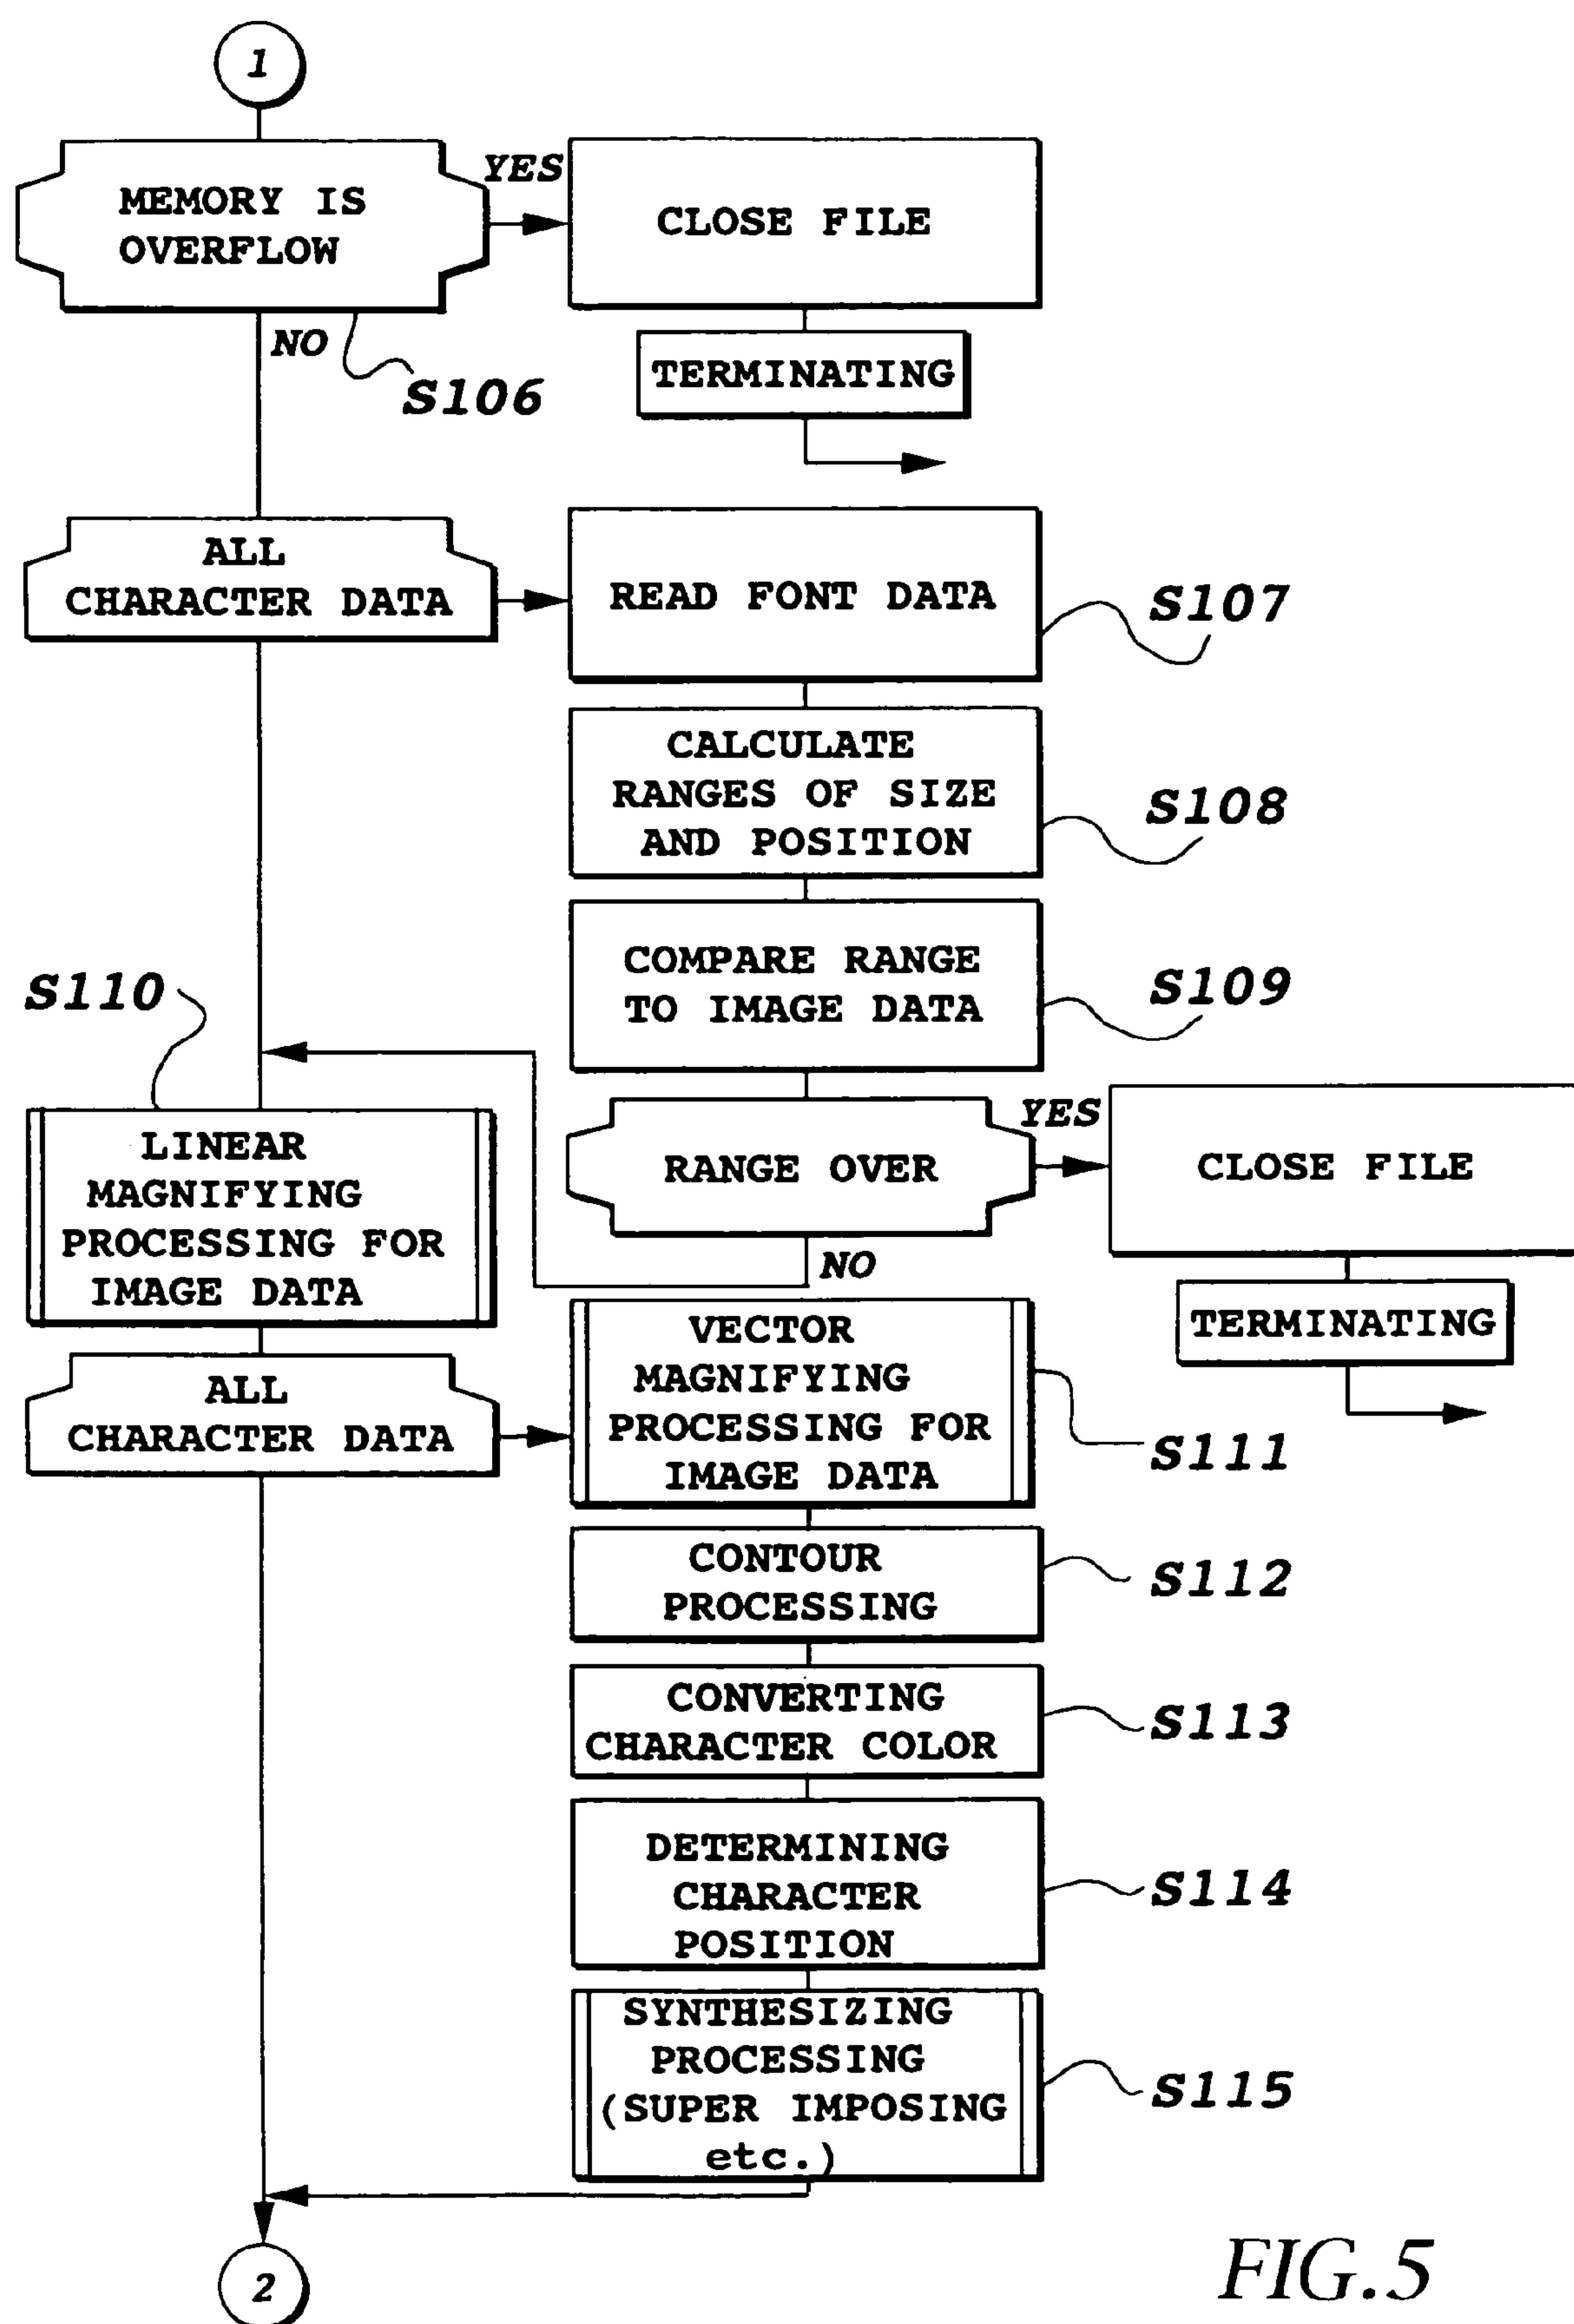 1
MEMORY IS
OVERFLOW
YES
CLOSE FILE
NO
S106
TERMINATING
ALL
CHARACTER DATA
READ FONT DATA
S107
CALCULATE
RANGES OF SIZE
AND POSITION
S108
COMPARE RANGE
TO IMAGE DATA
S109
S110
LINEAR
MAGNIFYING
PROCESSING FOR
IMAGE DATA
RANGE OVER
YES
CLOSE FILE
NO
TERMINATING
ALL
CHARACTER DATA
VECTOR
MAGNIFYING
PROCESSING FOR
IMAGE DATA
S111
CONTOUR
PROCESSING
S112
CONVERTING
CHARACTER COLOR
S113
DETERMINING
CHARACTER
POSITION
S114
SYNTHESIZING
PROCESSING
(SUPER IMPOSING
etc.)
S115
2
FIG.5